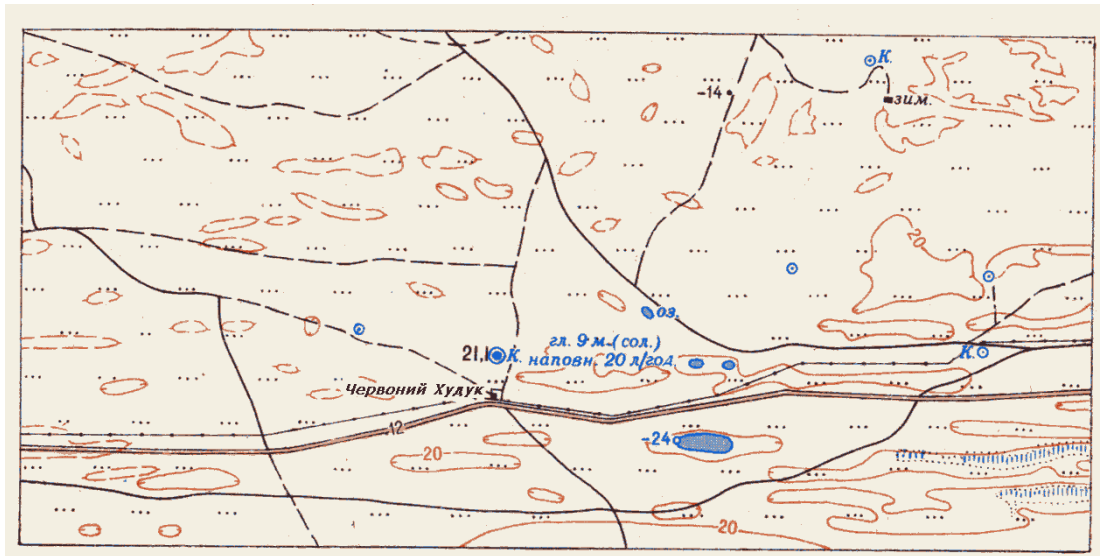 К.
-14
зим.
20
оз.
гл. 9 м (сол.)
21,1 К. наповн. 20 л/год
К.
Червоний Худук
12
-24
20
20